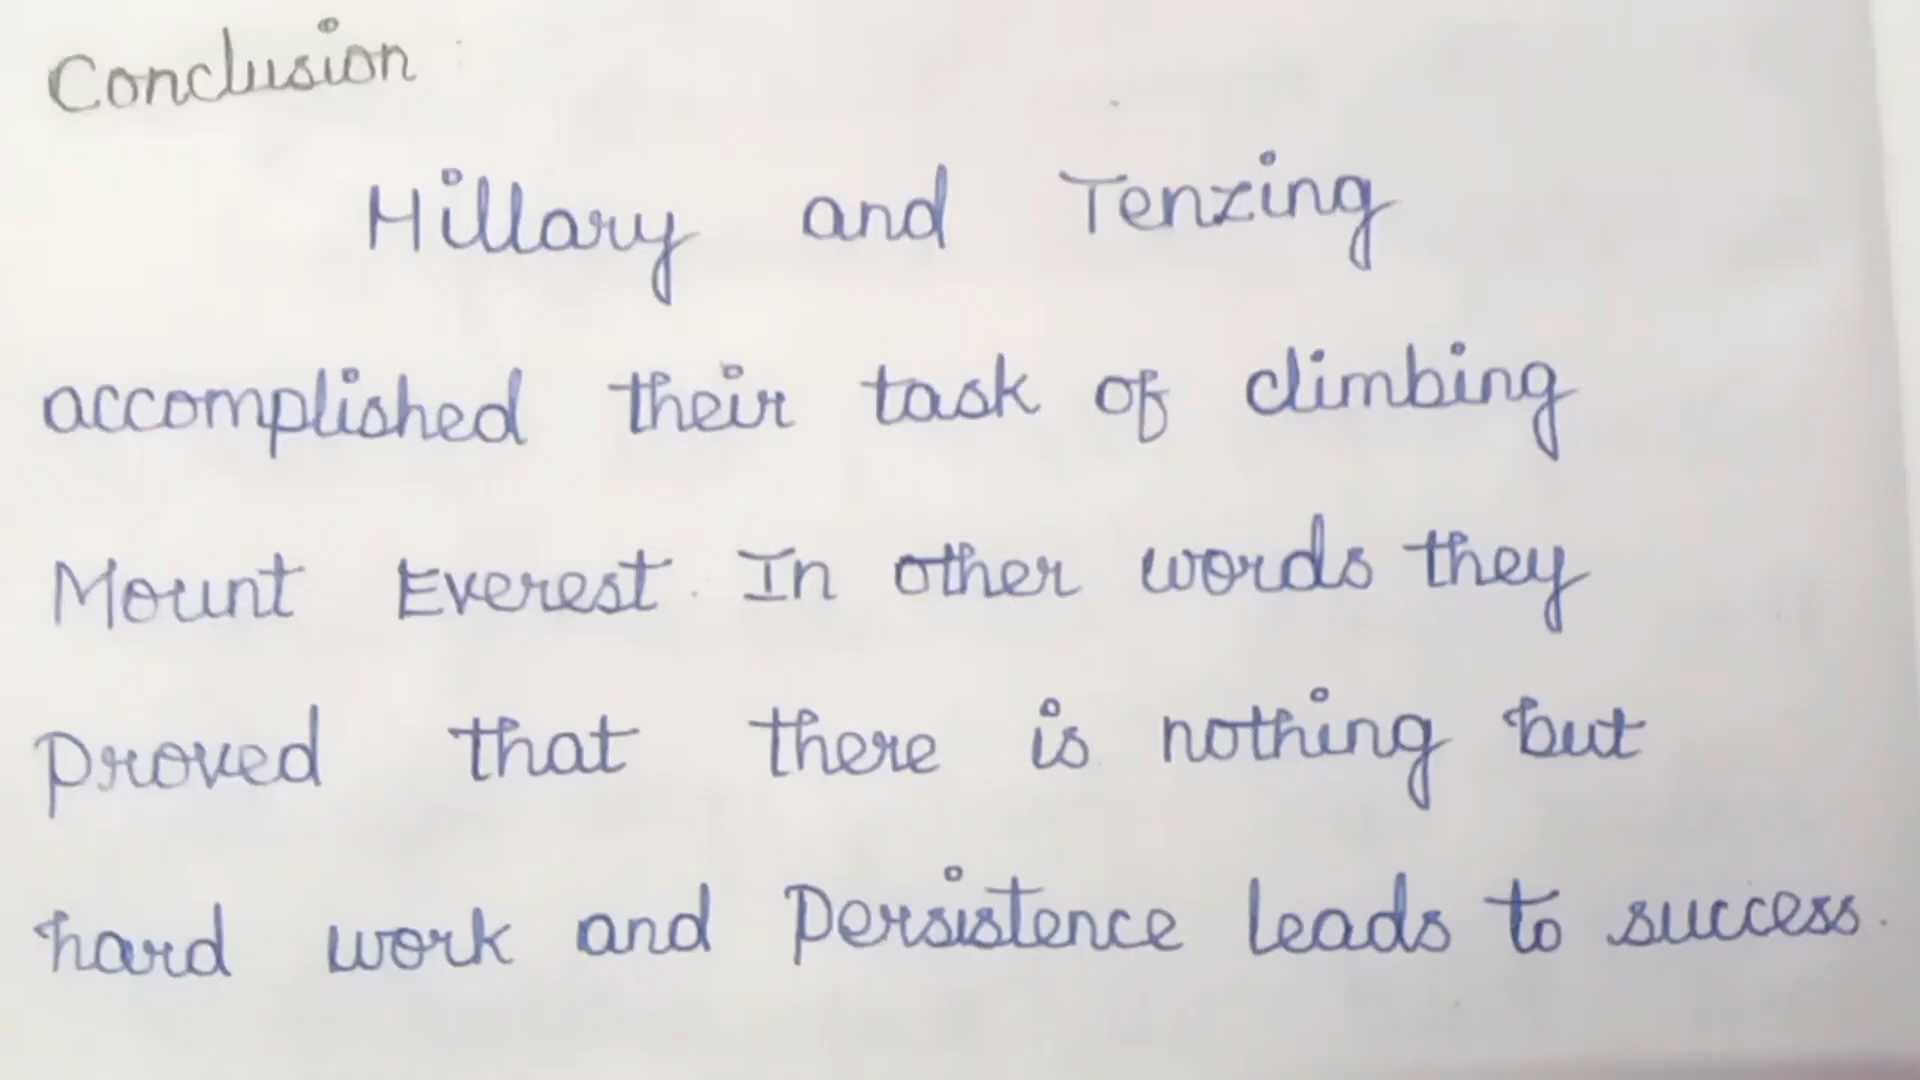 Conclusion
Hillary and Tenzing
accomplished their task of climbing
Mount Everest. In other words they
proved that there is nothing but
hard work and Persistence leads to success.